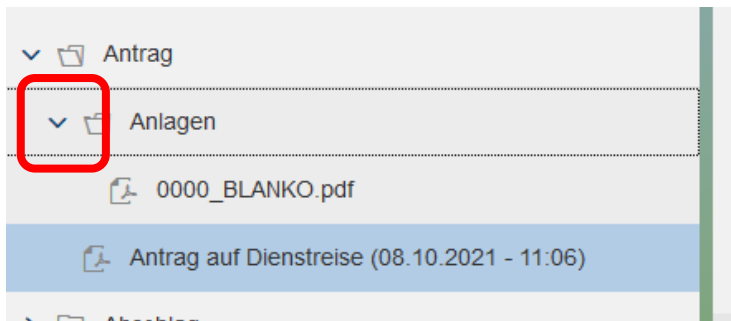 Antrag
Anlagen
0000_BLANKO.pdf
Antrag auf Dienstreise (08.10.2021 - 11:06)